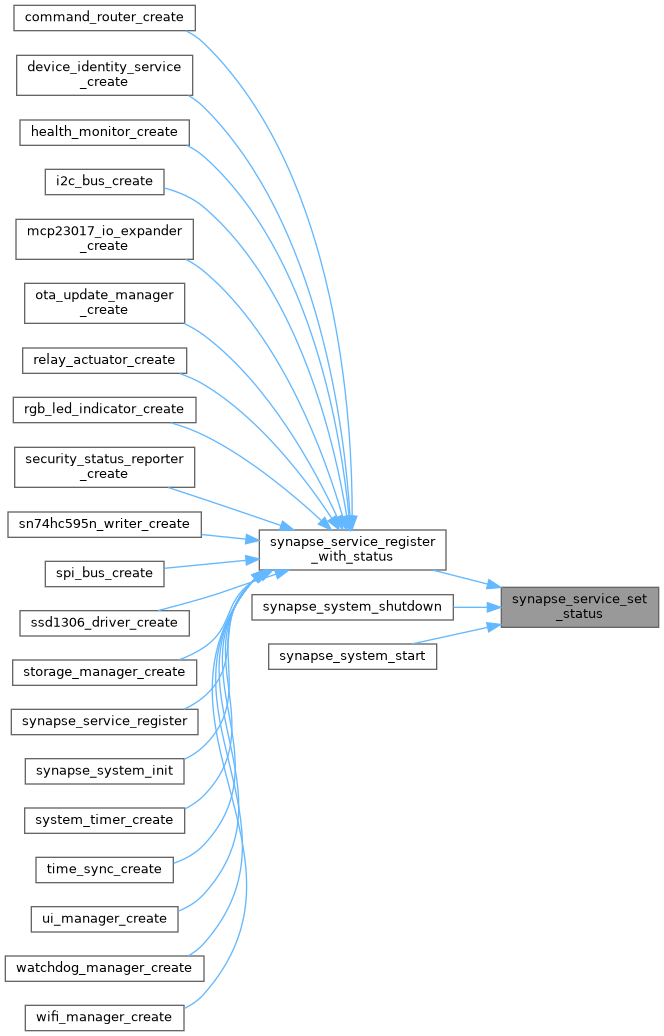 command_router_create
device_identity_service
_create
health_monitor_create
i2c_bus_create
mcp23017_io_expander
_create
ota_update_manager
_create
relay_actuator_create
rgb_led_indicator_create
security_status_reporter
_create
sn74hc595n_writer_create
spi_bus_create
ssd1306_driver_create
storage_manager_create
synapse_service_register
synapse_system_init
system_timer_create
time_sync_create
ui_manager_create
watchdog_manager_create
wifi_manager_create
synapse_service_register
_with_status
synapse_system_shutdown
synapse_system_start
synapse_service_set
_status